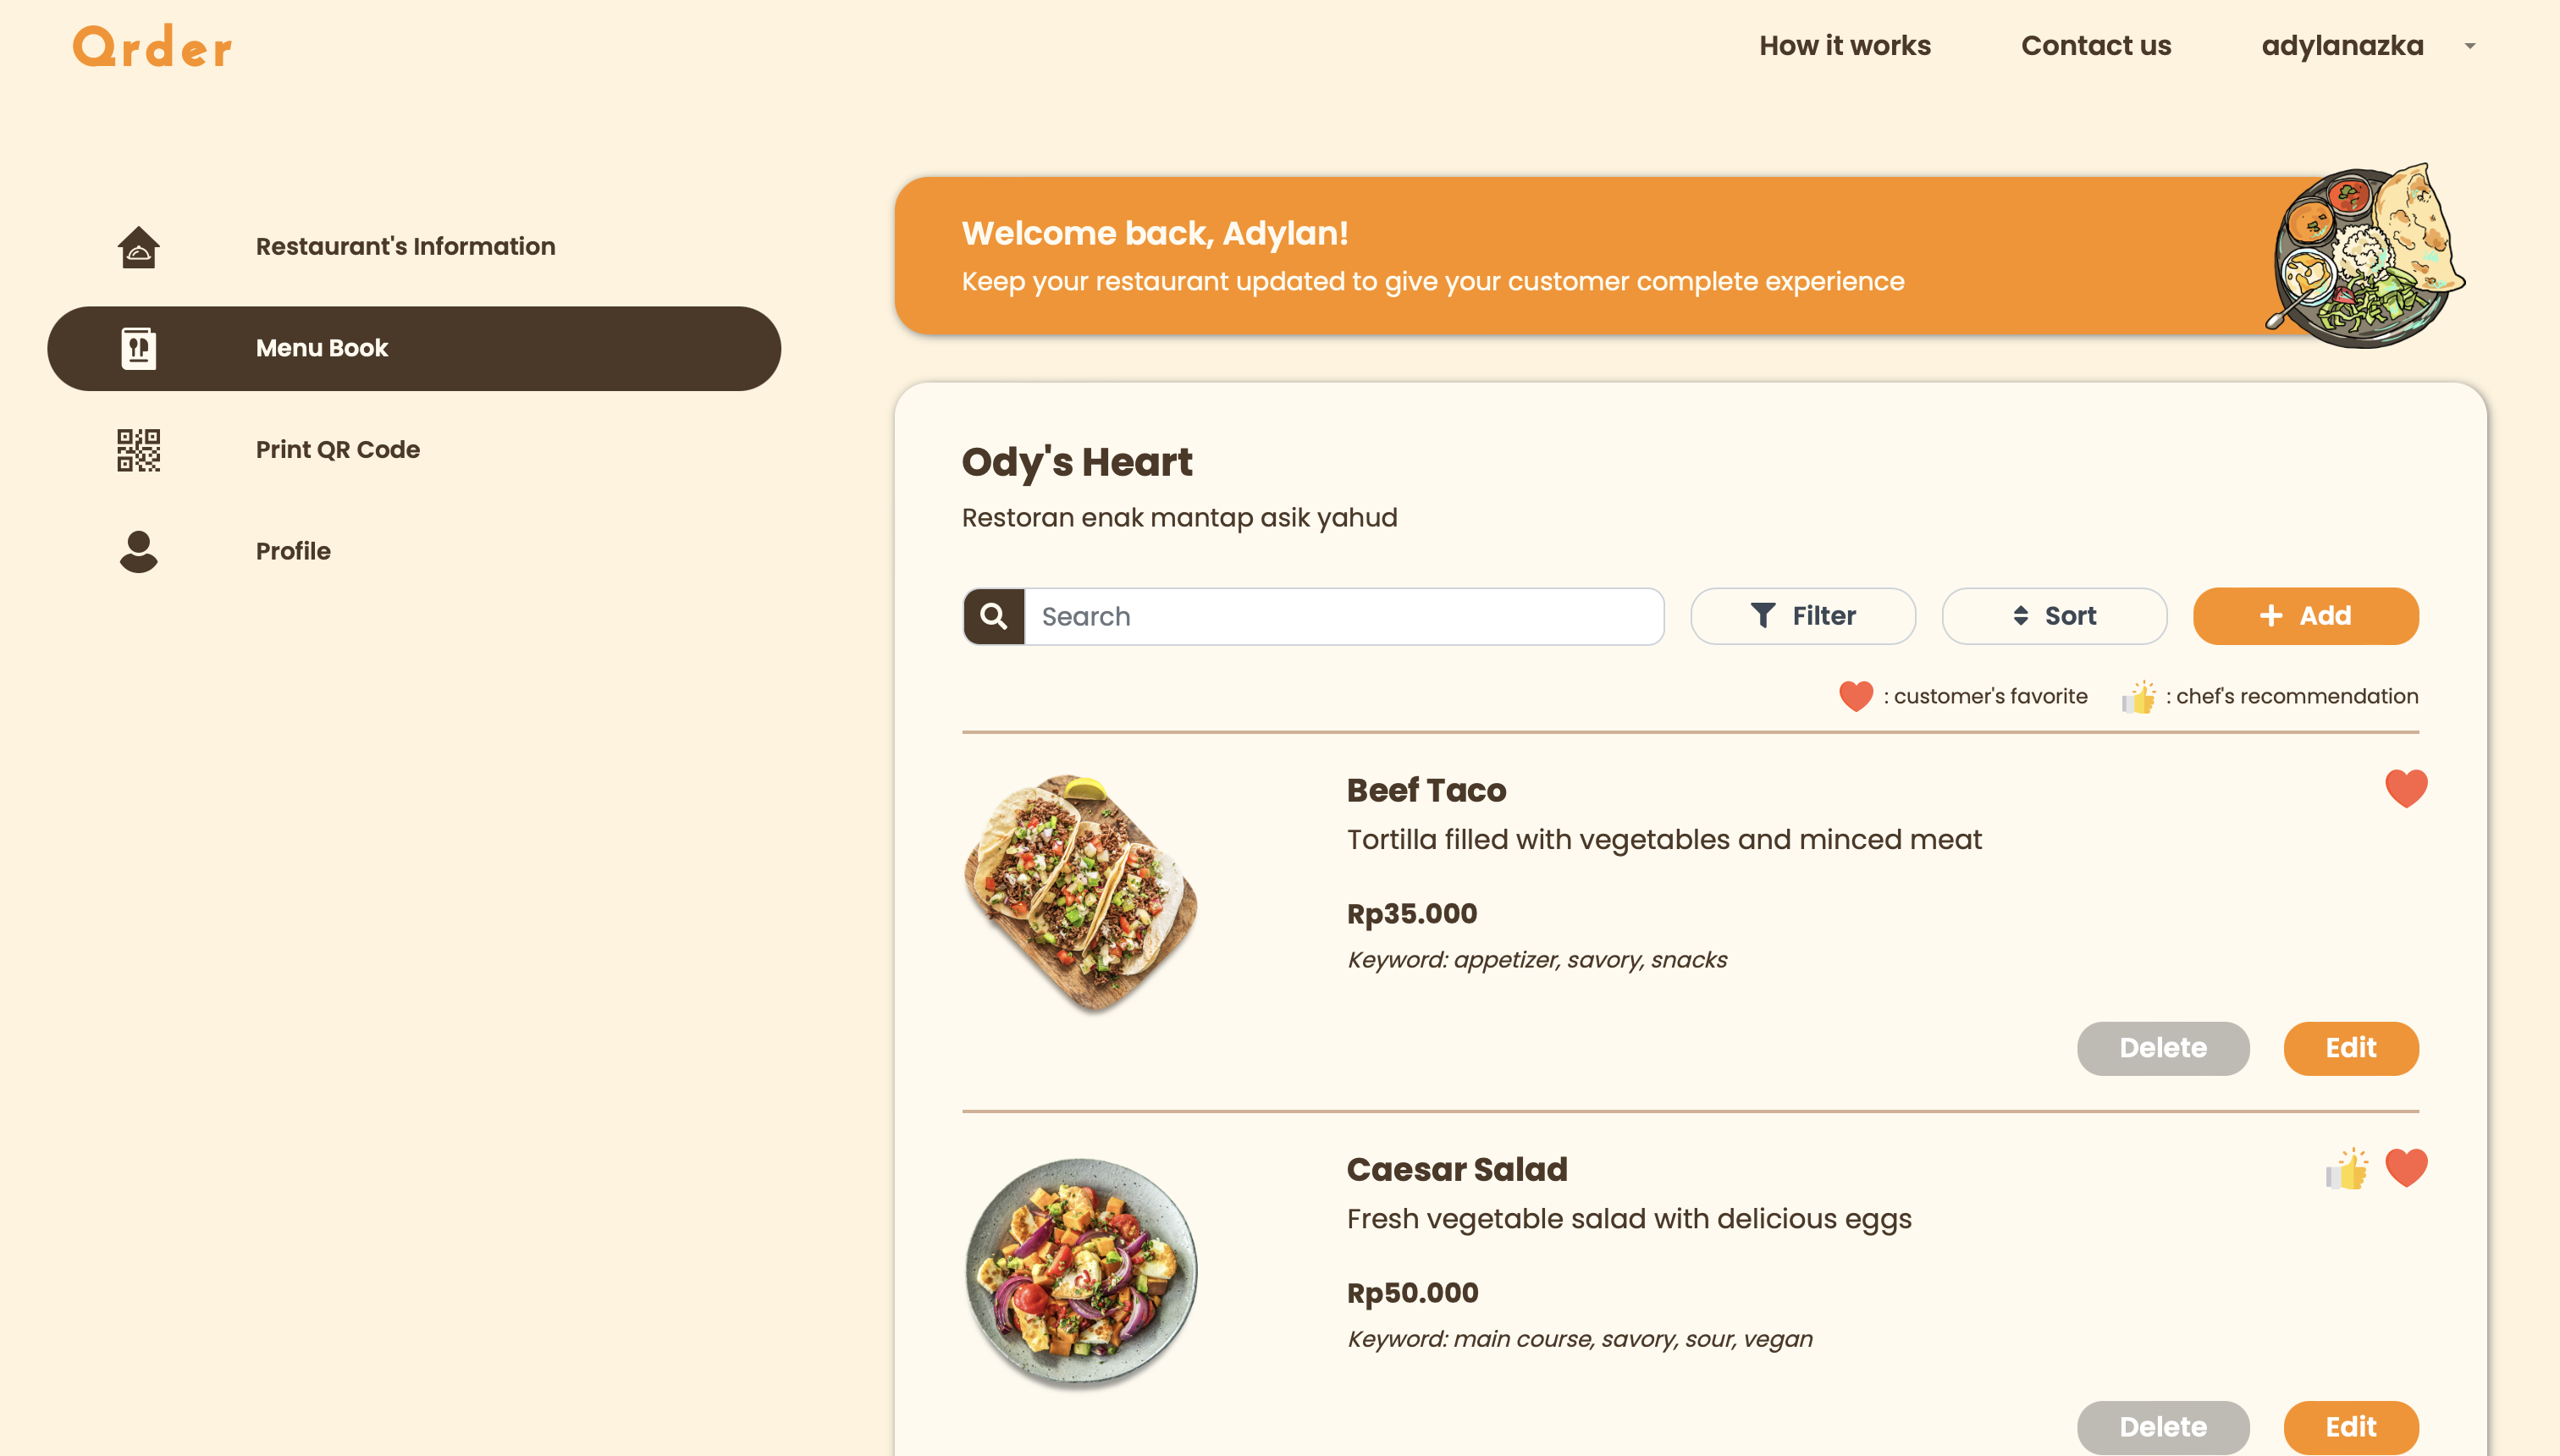 Qrder
How it works
Contact us
adylanazka
Restaurant's Information
Menu Book
Print QR Code
Profile
Welcome back, Adylan!
Keep your restaurant updated to give your customer complete experience
Ody's Heart
Restoran enak mantap asik yahud
Search
Filter
Sort
Add
: customer's favorite
: chef's recommendation
Beef Taco
Tortilla filled with vegetables and minced meat
Rp35.000
Keyword: appetizer, savory, snacks
Delete
Edit
Caesar Salad
Fresh vegetable salad with delicious eggs
Rp50.000
Keyword: main course, savory, sour, vegan
Delete
Edit